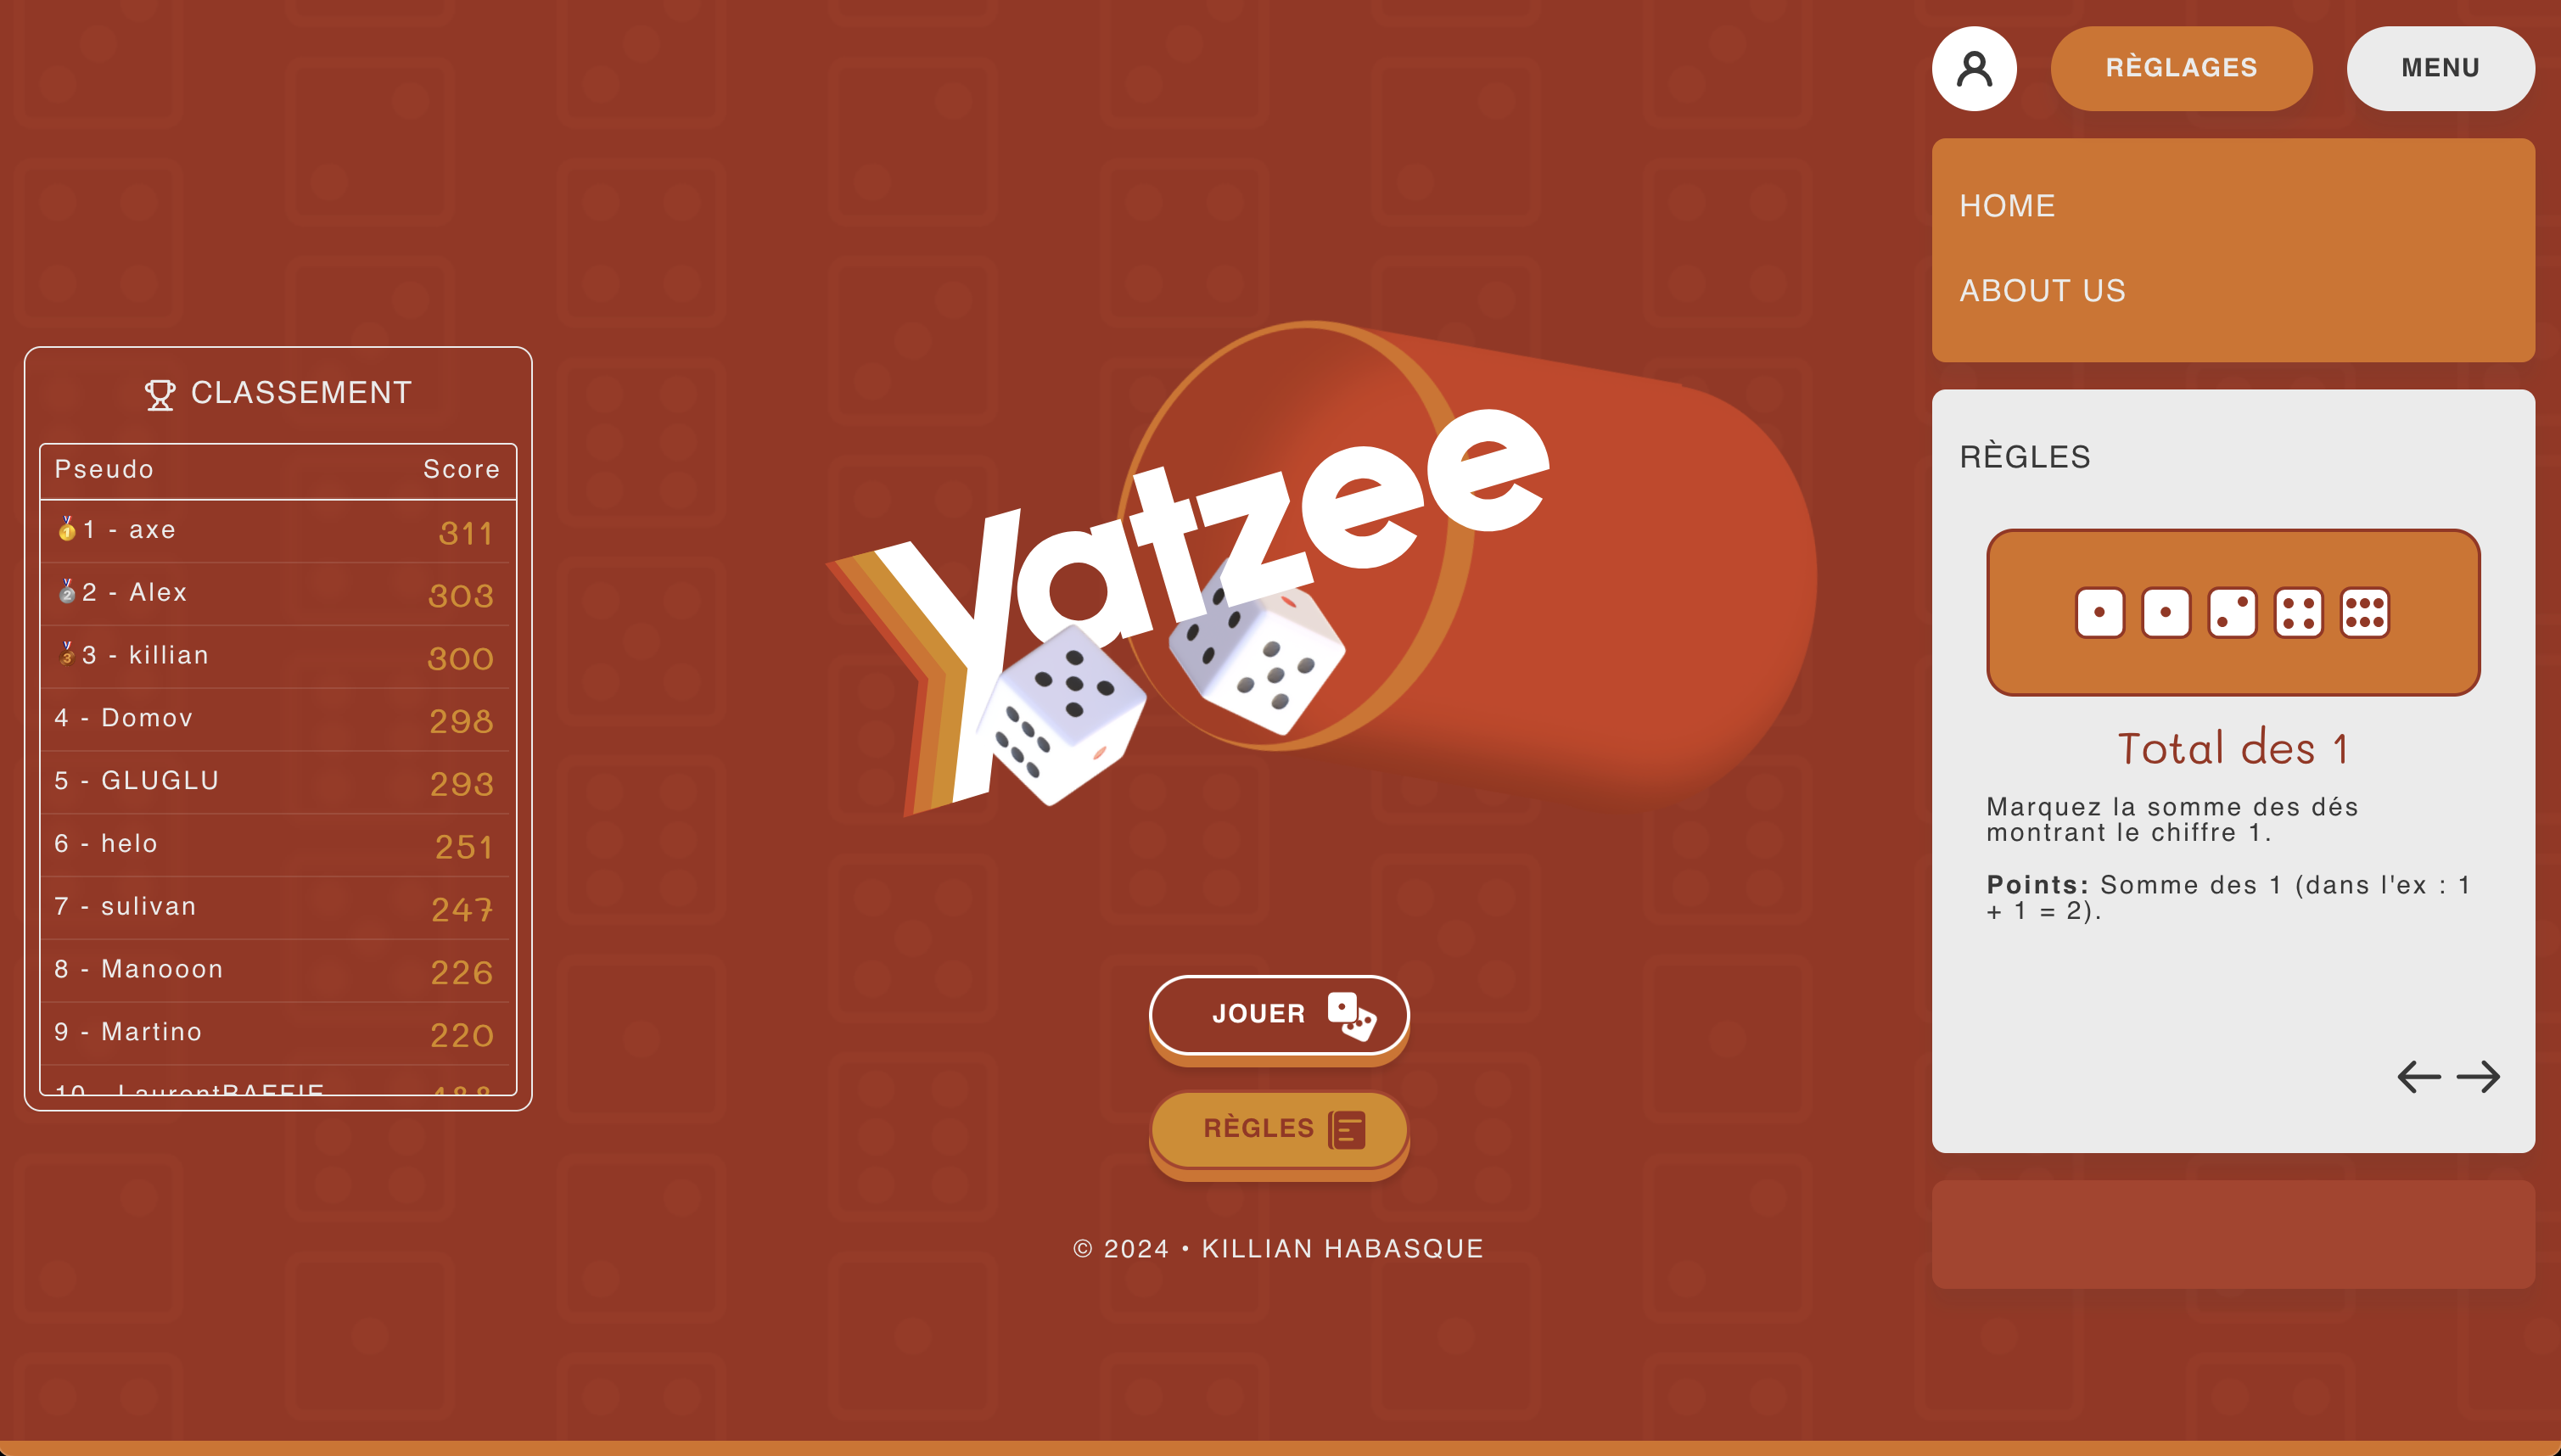 RÈGLAGES
MENU
HOME
ABOUT US
CLASSEMENT
Pseudo Score
1 - axe 311
2 - Alex 303
3 - killian 300
4 - Domov 298
5 - GLUGLU 293
6 - helo 251
7 - sulivan 247
8 - Manooon 226
9 - Martino 220
10 - LaurentBAFFIE
Yatzee
JOUER
RÈGLES
© 2024 • KILLIAN HABASQUE
RÈGLES
Total des 1
Marquez la somme des dés
montrant le chiffre 1.
Points: Somme des 1 (dans l'ex : 1
+ 1 = 2).